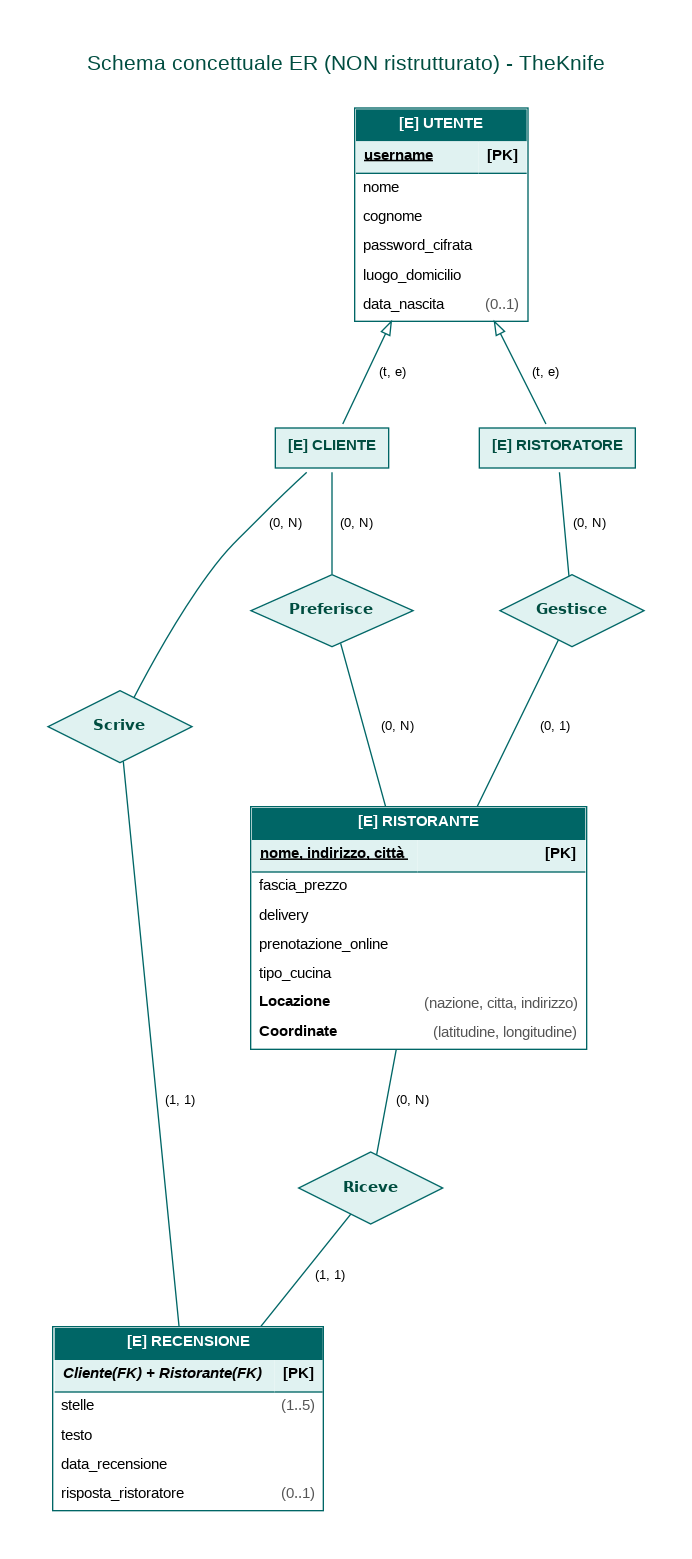 Schema concettuale ER (NON ristrutturato) - TheKnife
[E] UTENTE
username [PK]
nome
cognome
password_cifrata
luogo_domicilio
data_nascita (0..1)
(t, e) (t, e)
[E] CLIENTE [E] RISTORATORE
(0, N) (0, N) (0, N)
Preferisce Gestisce
Scrive
(0, N) (0, 1)
[E] RISTORANTE
nome, indirizzo, città [PK]
fascia_prezzo
delivery
prenotazione_online
tipo_cucina
Locazione (nazione, citta, indirizzo)
Coordinate (latitudine, longitudine)
(1, 1) (0, N)
Riceve
(1, 1)
[E] RECENSIONE
Cliente(FK) + Ristorante(FK) [PK]
stelle (1..5)
testo
data_recensione
risposta_ristoratore (0..1)